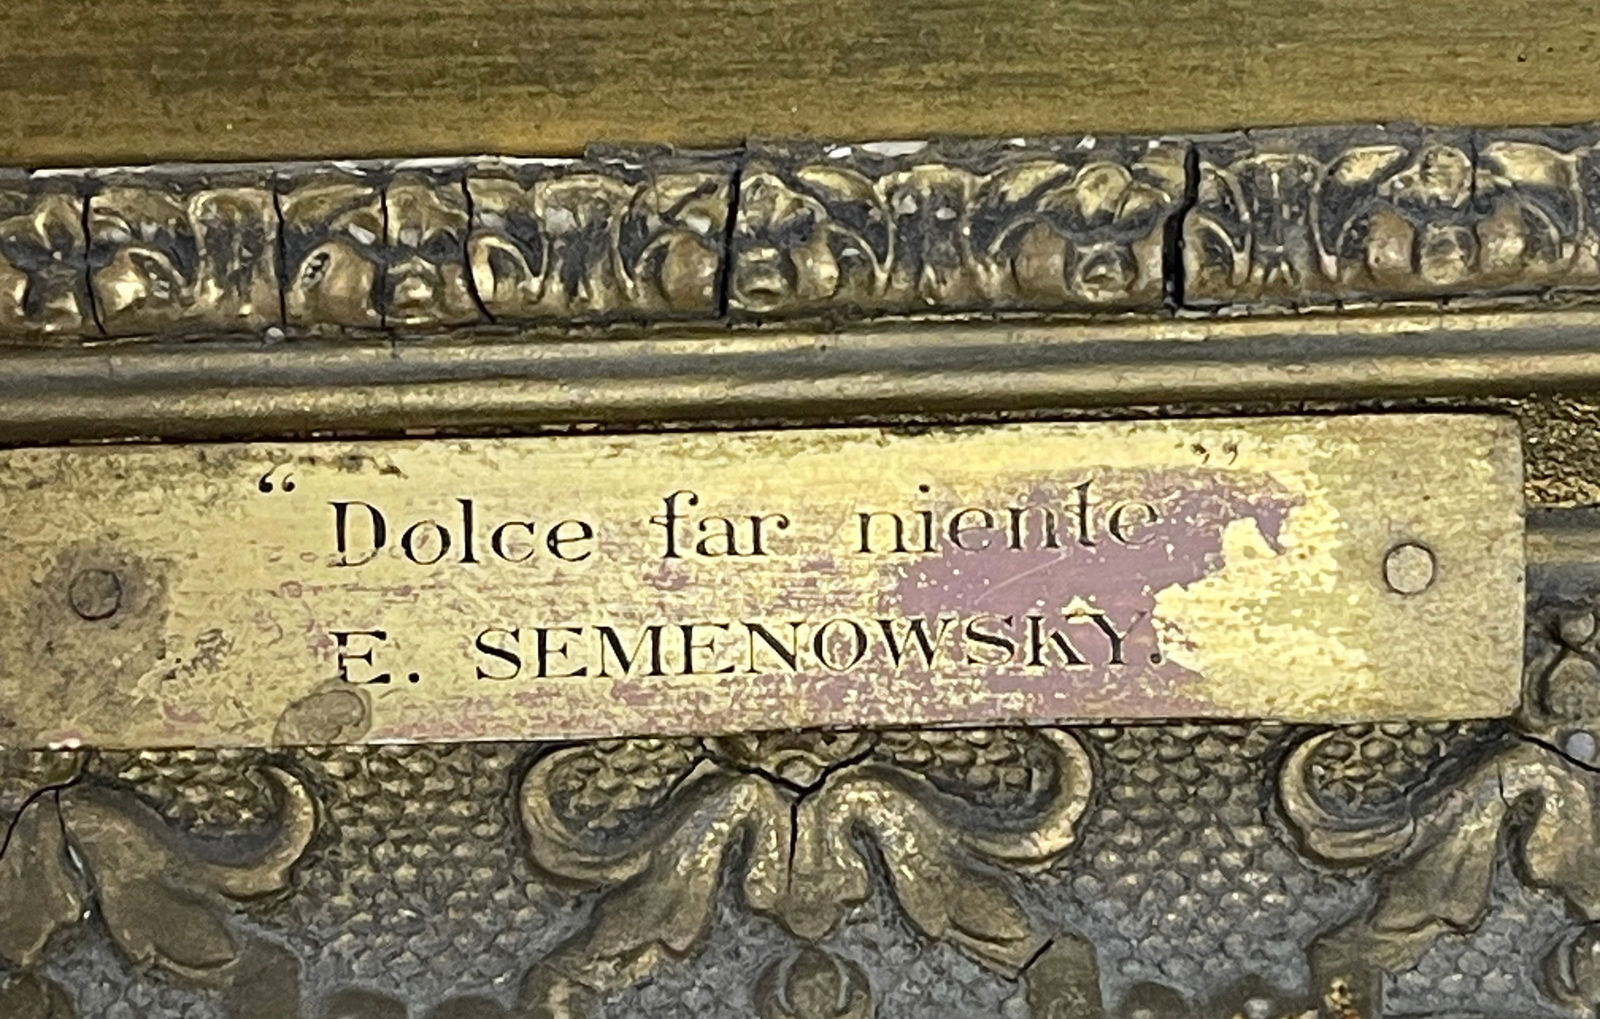 “Dolce far niente”
E. SEMENOWSKY.